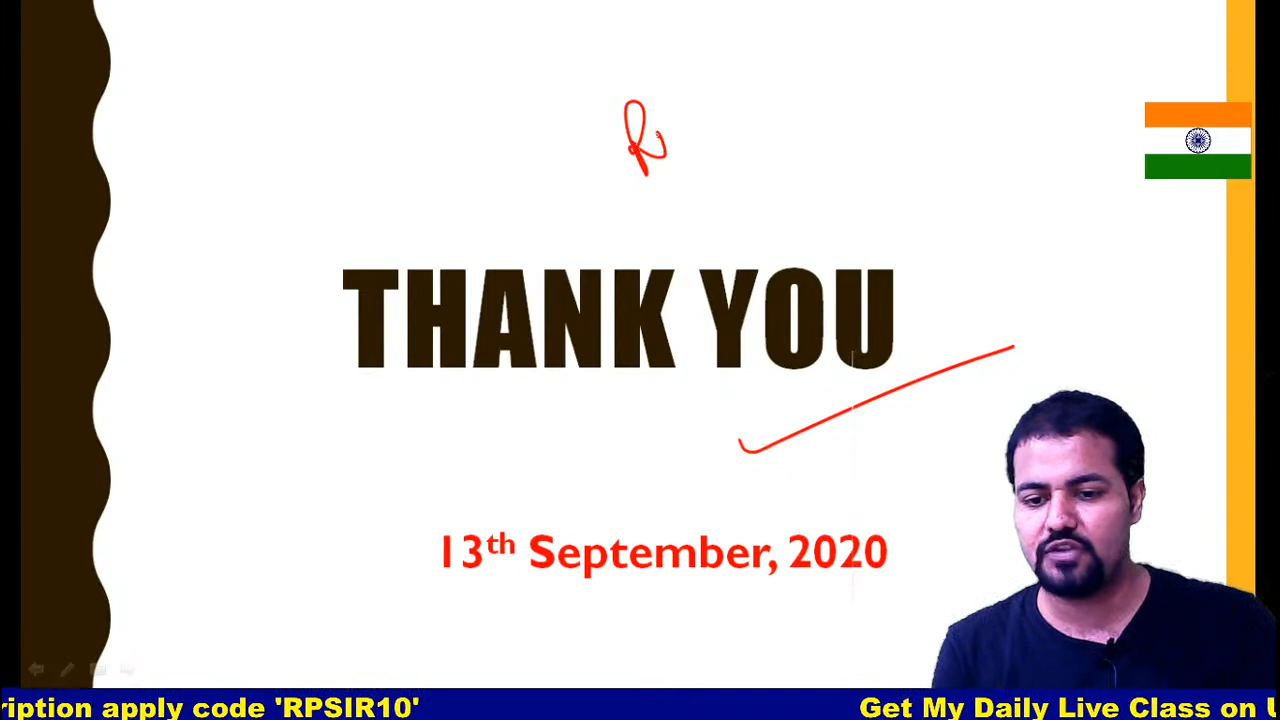 THANK YOU
13th September, 2020
ription apply code 'RPSIR10' Get My Daily Live Class on U